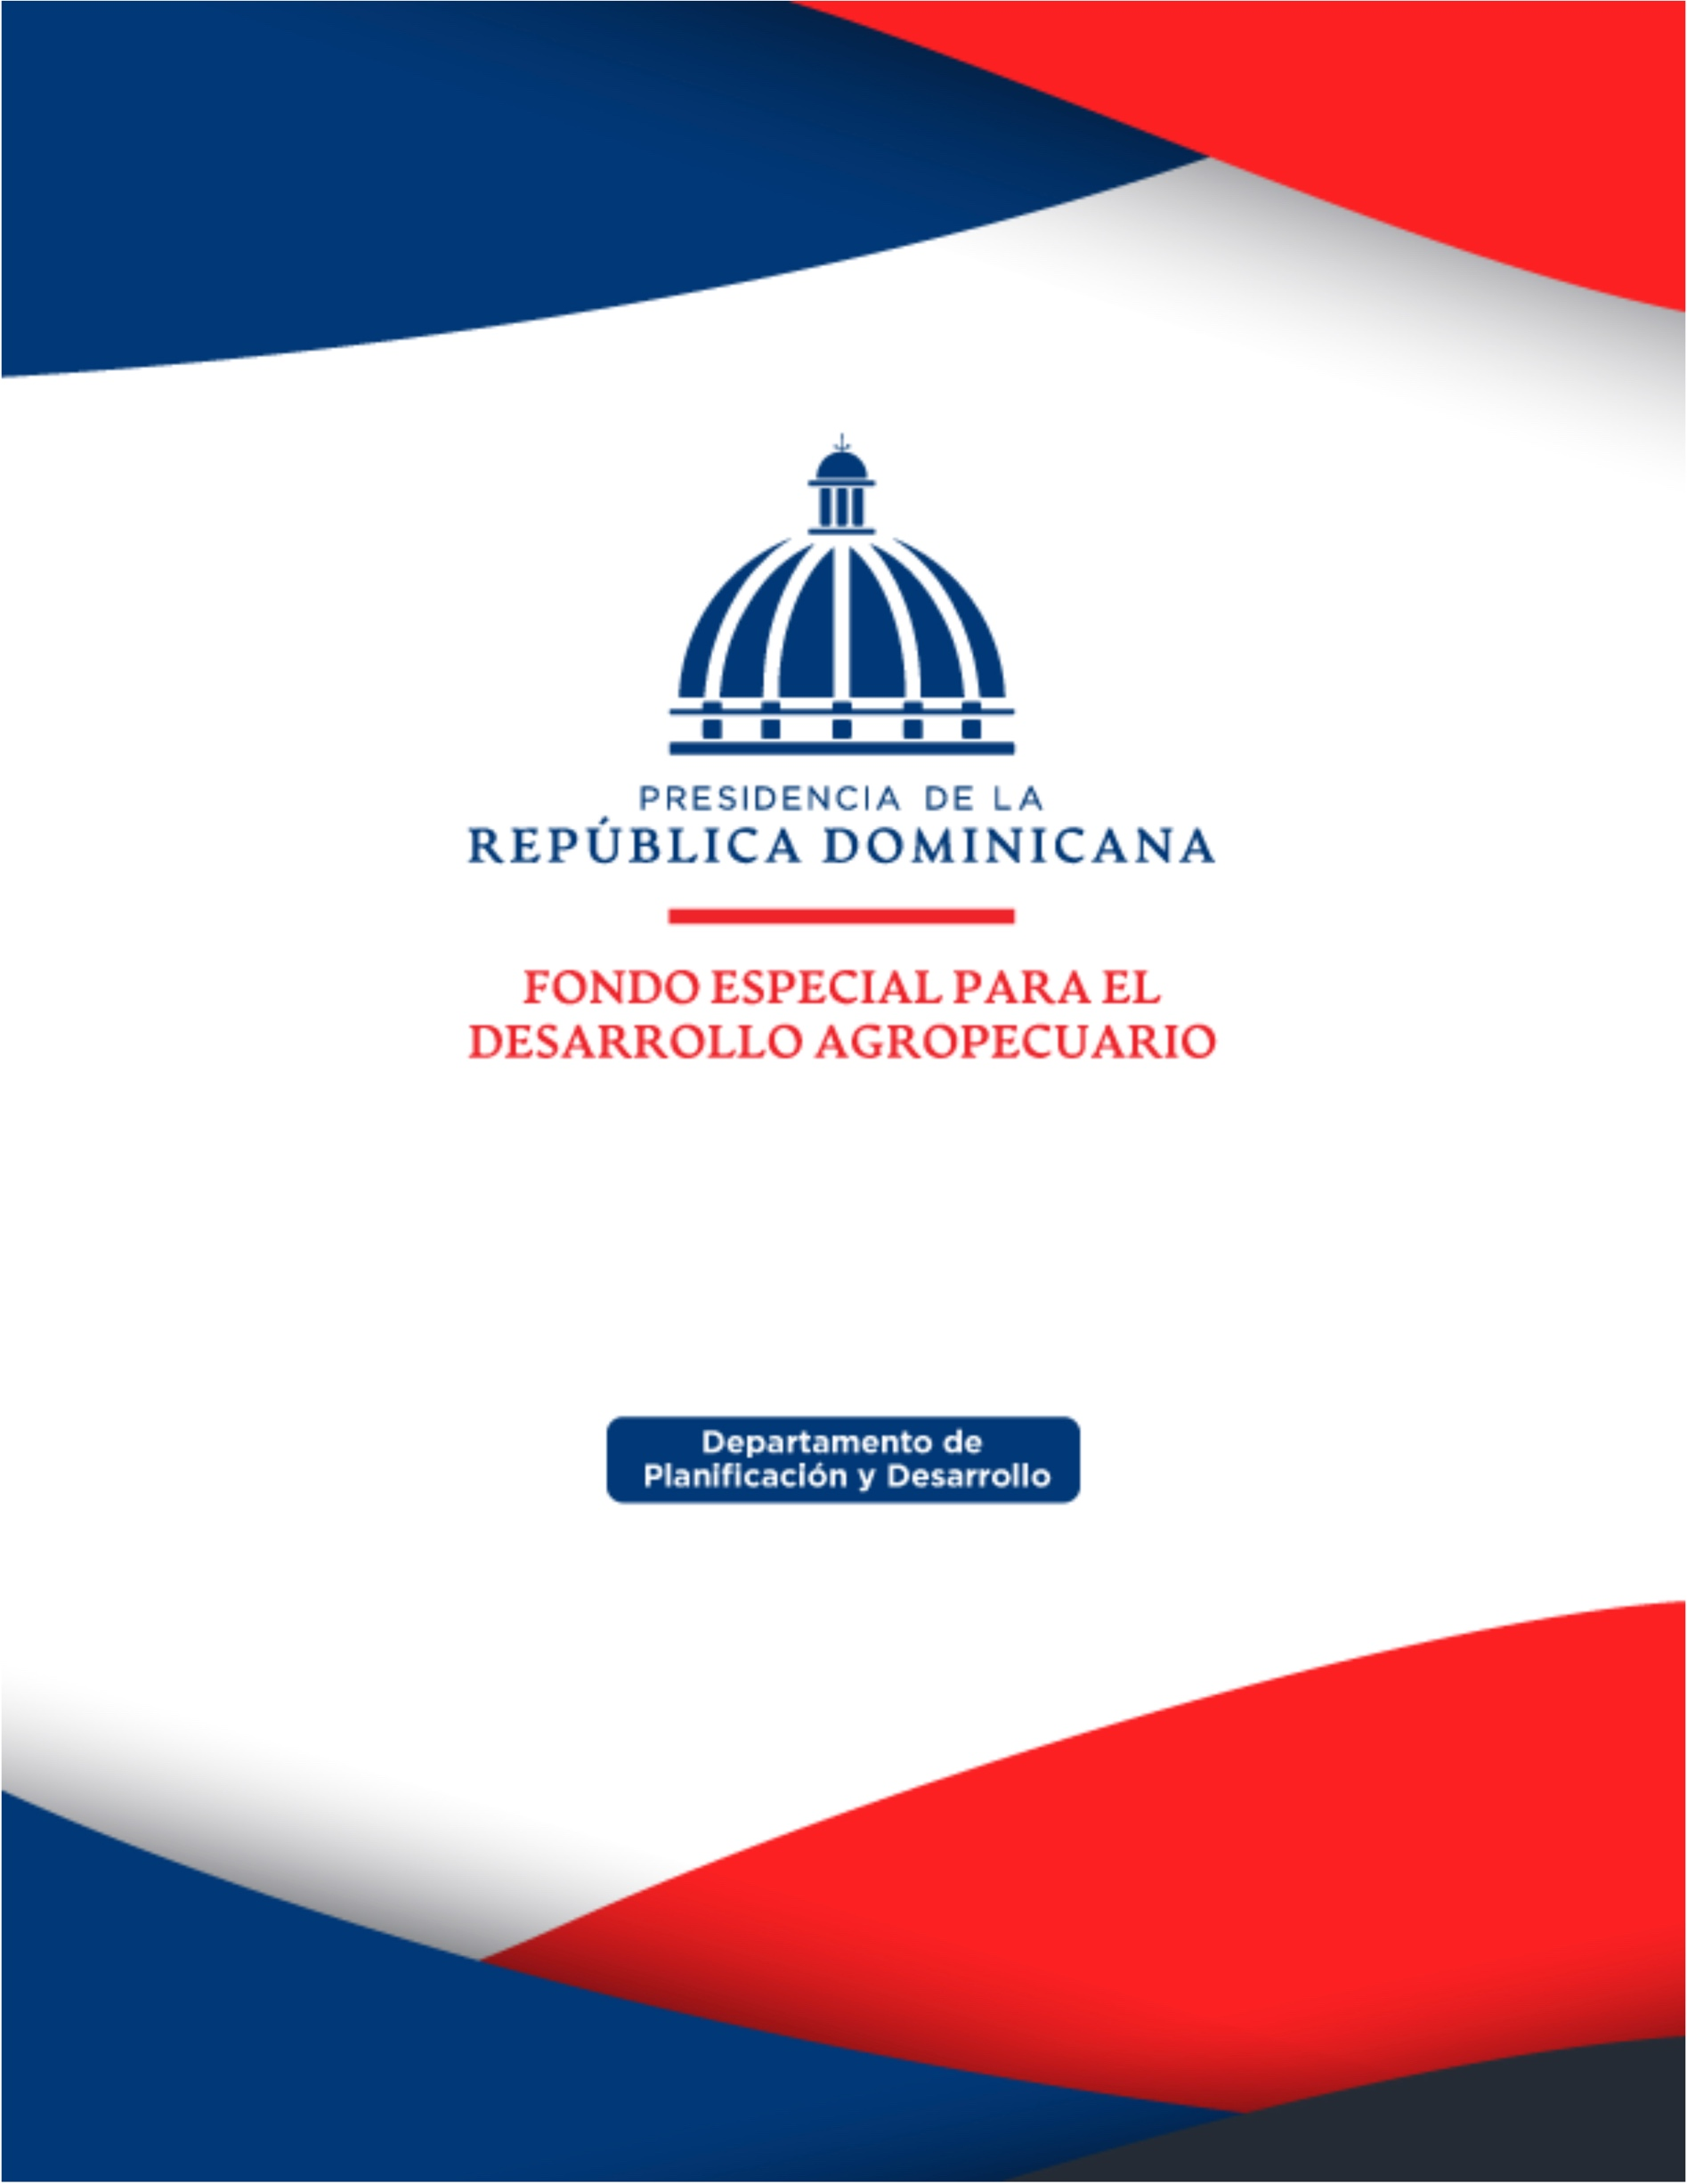 PRESIDENCIA DE LA
REPÚBLICA DOMINICANA
FONDO ESPECIAL PARA EL
DESARROLLO AGROPECUARIO
Departamento de
Planificación y Desarrollo